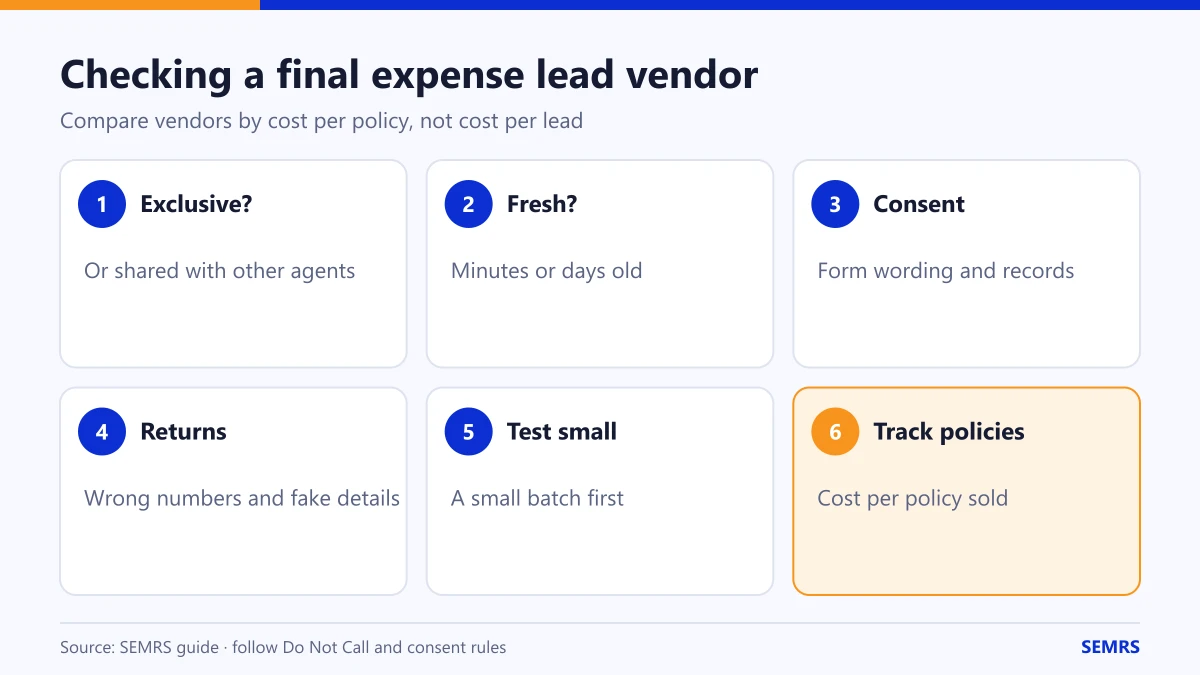 Checking a final expense lead vendor
Compare vendors by cost per policy, not cost per lead
1 Exclusive?
Or shared with other agents
2 Fresh?
Minutes or days old
3 Consent
Form wording and records
4 Returns
Wrong numbers and fake details
5 Test small
A small batch first
6 Track policies
Cost per policy sold
Source: SEMRS guide · follow Do Not Call and consent rules
SEMRS